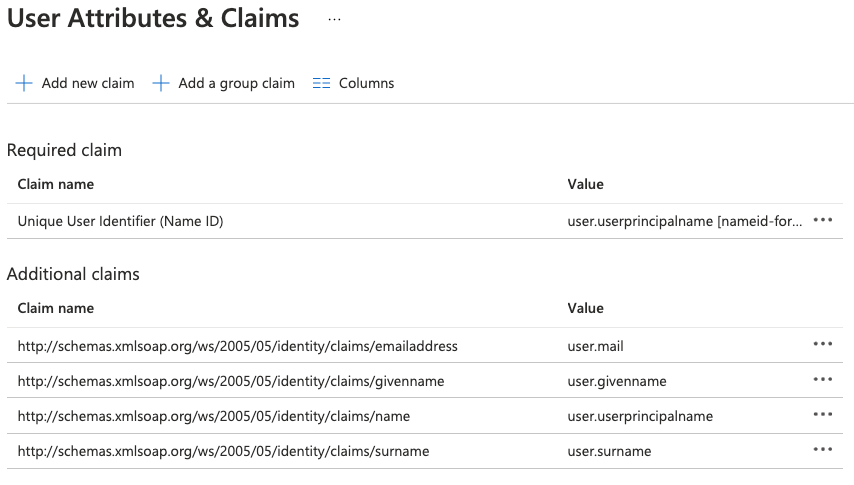 User Attributes & Claims ...
Add new claim Add a group claim Columns
Required claim
Claim name Value
Unique User Identifier (Name ID) user.userprincipalname [nameid-for...
Additional claims
Claim name Value
http://schemas.xmlsoap.org/ws/2005/05/identity/claims/emailaddress user.mail
http://schemas.xmlsoap.org/ws/2005/05/identity/claims/givenname user.givenname
http://schemas.xmlsoap.org/ws/2005/05/identity/claims/name user.userprincipalname
http://schemas.xmlsoap.org/ws/2005/05/identity/claims/surname user.surname